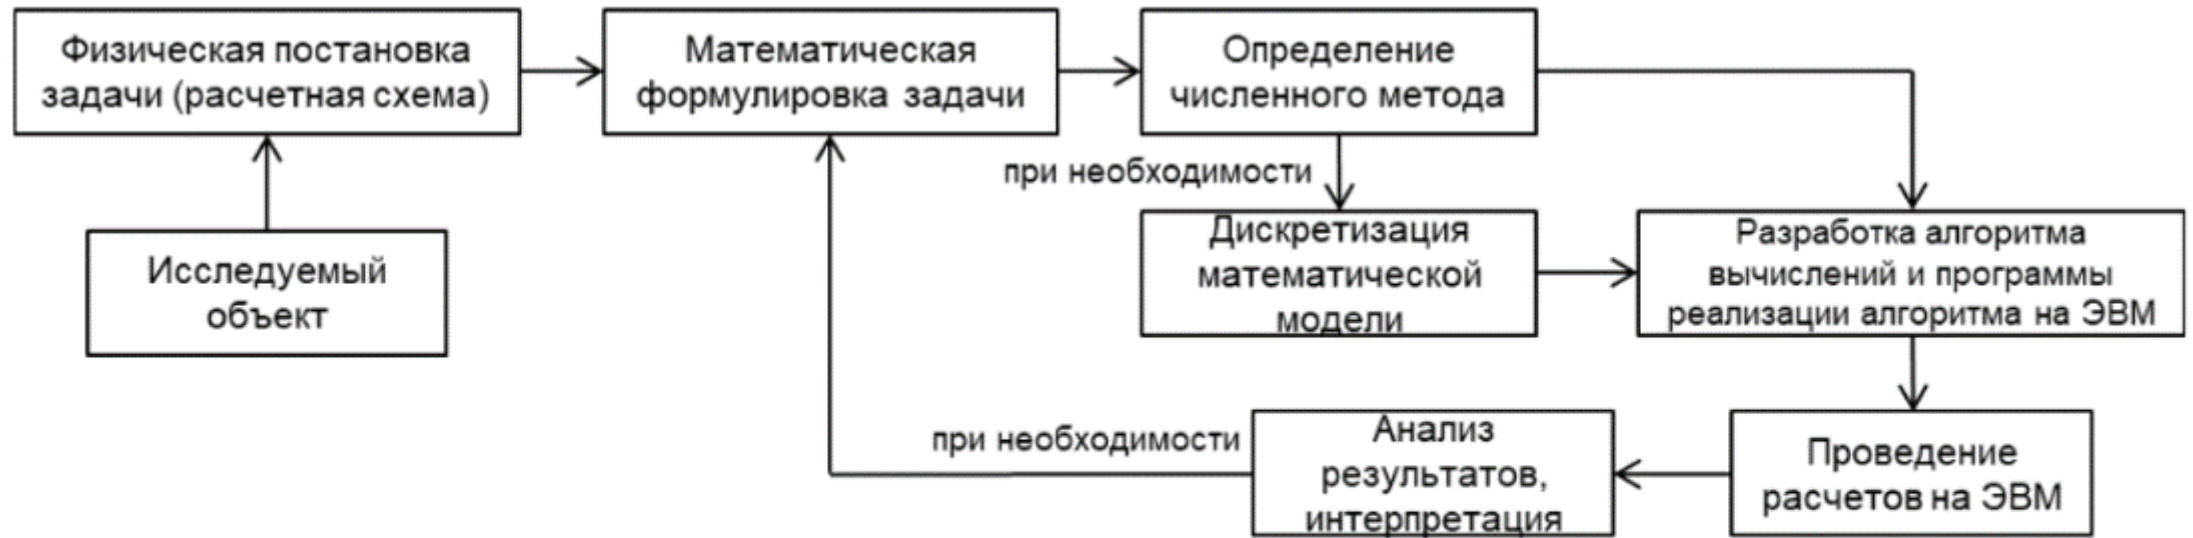 Физическая постановка
задачи (расчетная схема)
Математическая
формулировка задачи
Определение
численного метода
при необходимости
Исследуемый
объект
Дискретизация
математической
модели
Разработка алгоритма
вычислений и программы
реализации алгоритма на ЭВМ
при необходимости
Анализ
результатов,
интерпретация
Проведение
расчетов на ЭВМ